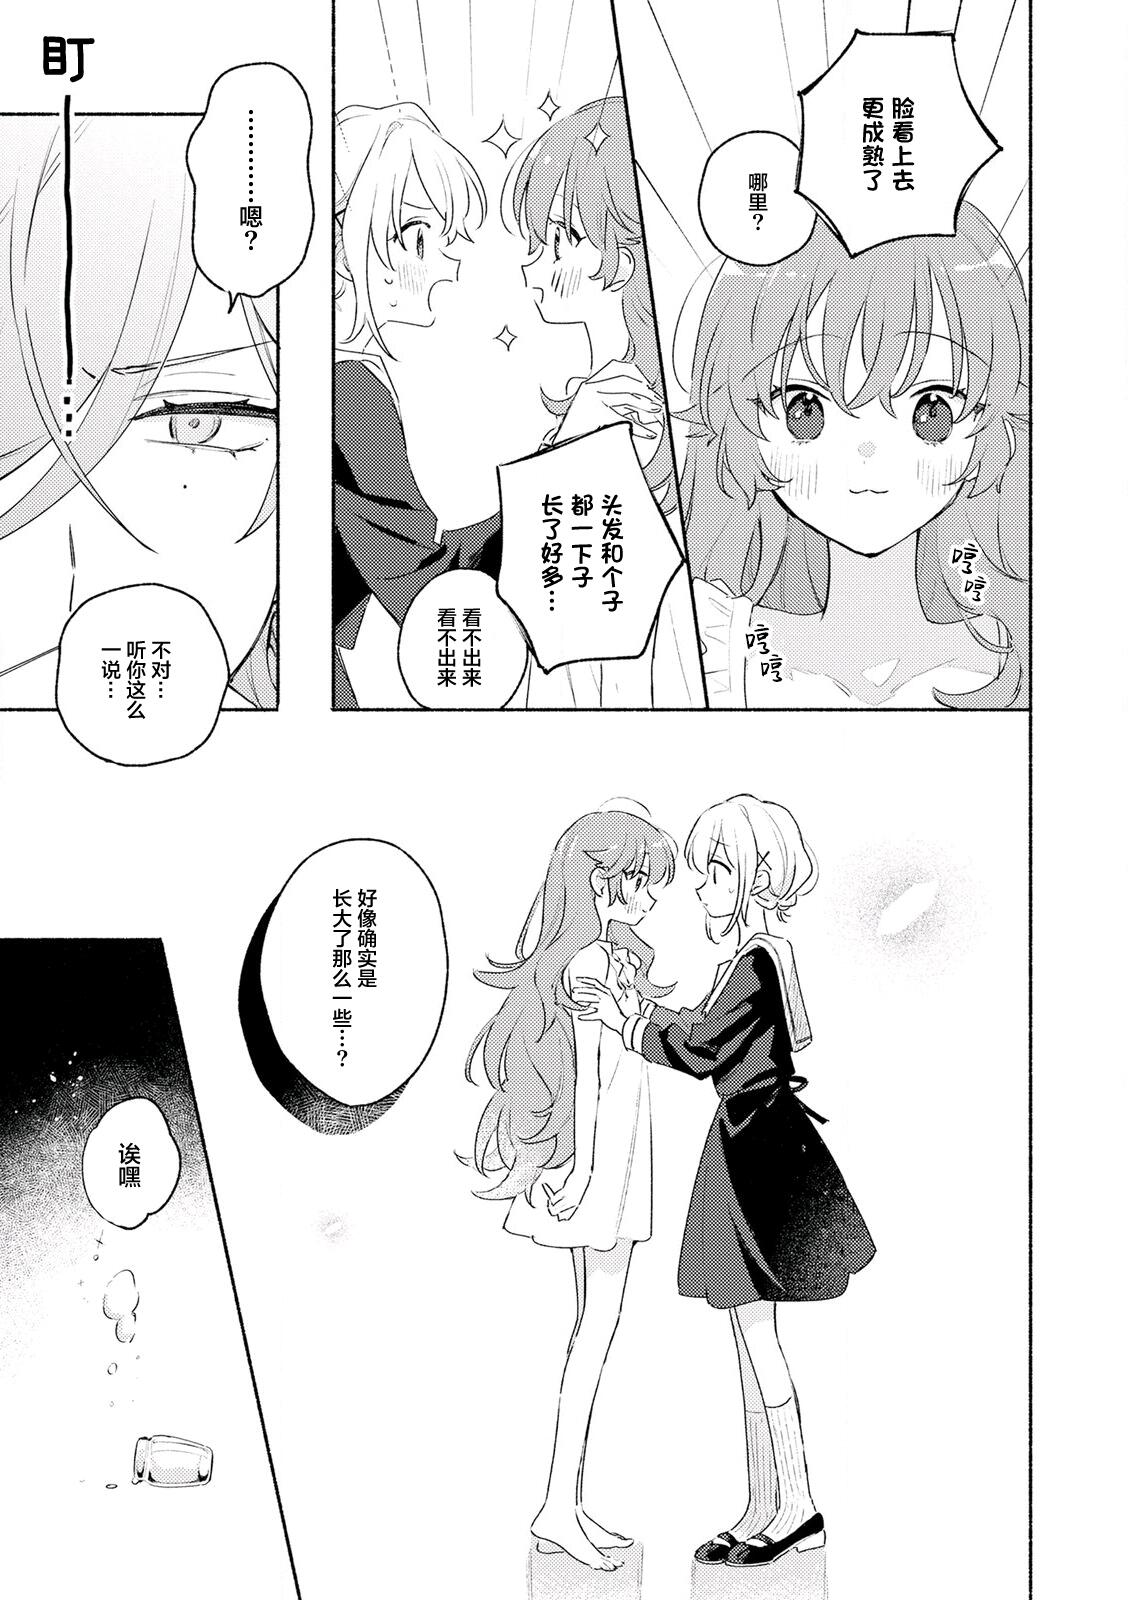 脸看上去
更成熟了
哪里？
哼哼
哼哼
头发和个子
都一下子
长了好多…
看不出来
看不出来
…………嗯？
盯
不对…
听你这么
一说…
好像确实是
长大了那么一些…？
诶嘿